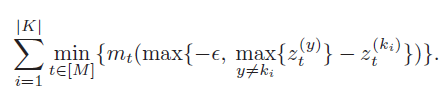 \sum_{i=1}^{|K|} \min_{t \in [M]} \{ m_t ( \max \{ -\epsilon, \max_{y \neq k_i} \{ z_t^{(y)} \} - z_t^{(k_i)} \} ) \}.